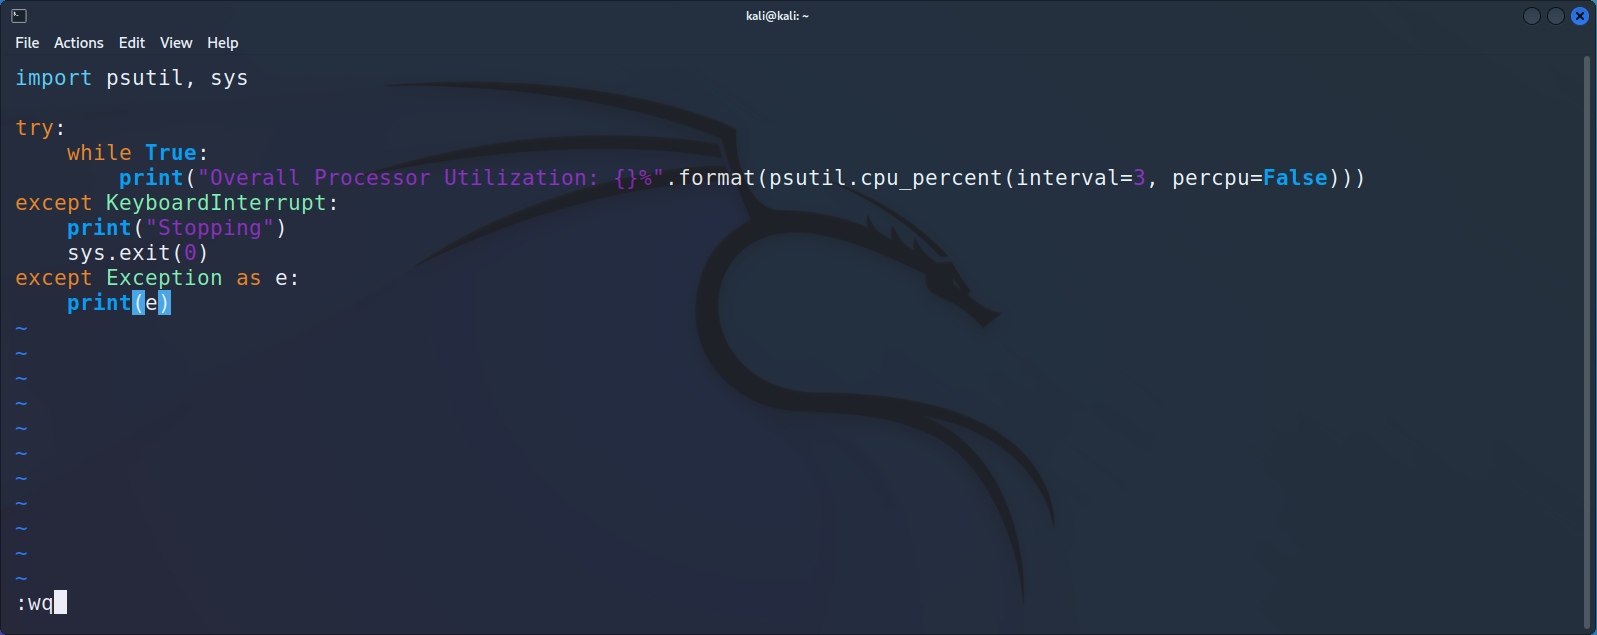 kali@kali: ~
File Actions Edit View Help
import psutil, sys
try:
    while True:
        print("Overall Processor Utilization: {}%".format(psutil.cpu_percent(interval=3, percpu=False)))
except KeyboardInterrupt:
    print("Stopping")
    sys.exit(0)
except Exception as e:
    print(e)
~
~
~
~
~
~
~
~
~
~
~
:wq